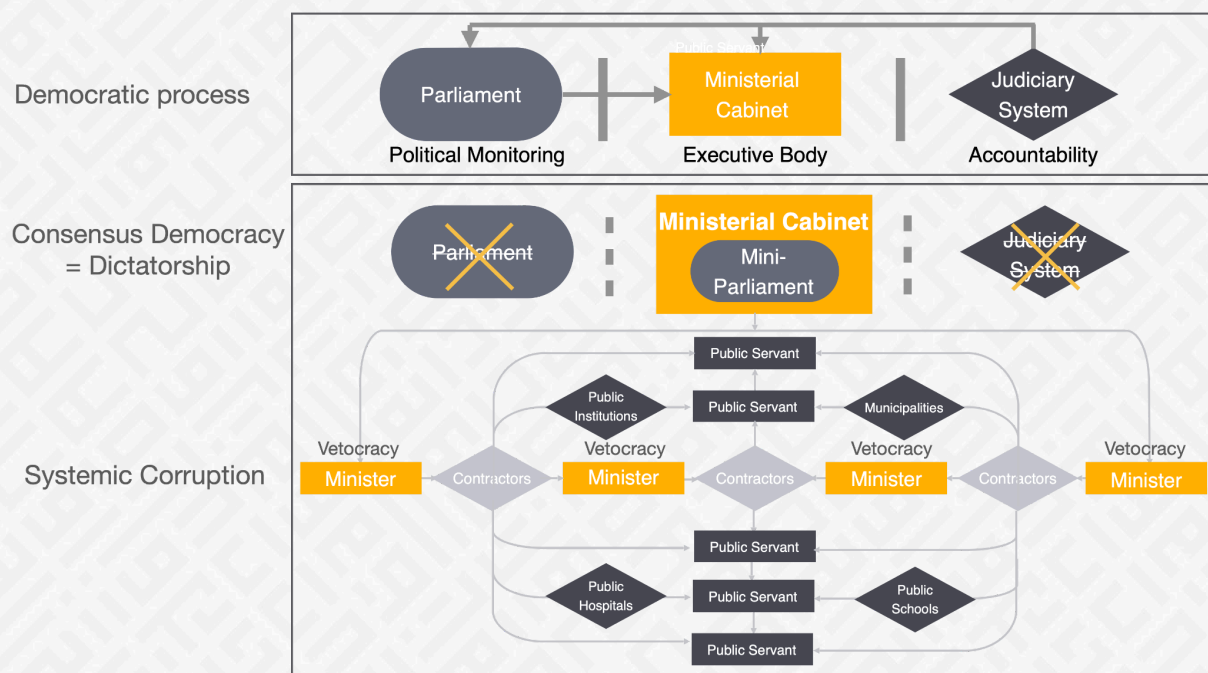 Public Servant
Democratic process
Parliament
Ministerial
Cabinet
Judiciary
System
Political Monitoring
Executive Body
Accountability
Consensus Democracy
= Dictatorship
Parliament
Ministerial Cabinet
Mini-
Parliament
Judiciary
System
Public Servant
Public
Institutions
Public Servant
Municipalities
Systemic Corruption
Vetocracy
Vetocracy
Vetocracy
Vetocracy
Minister
Contractors
Minister
Contractors
Minister
Contractors
Minister
Public Servant
Public
Hospitals
Public Servant
Public
Schools
Public Servant